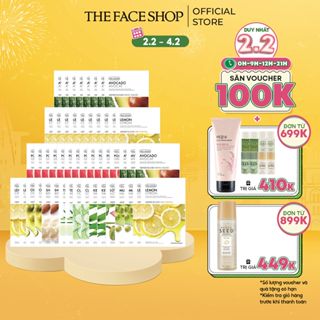 THE FACE SHOP | OFFICIAL STORE
2.2 – 4.2
DUY NHẤT
2.2
0H-9H-12H-21H
SĂN VOUCHER
100K
+
ĐƠN TỪ
699K
TRỊ GIÁ
410K
ĐƠN TỪ
899K
SEED
TRỊ GIÁ
449K
*Số lượng voucher và
quà tặng có hạn
*Kiểm tra giỏ hàng
trước khi thanh toán
AVOCADO
LEMON
AVOCADO
LEMON